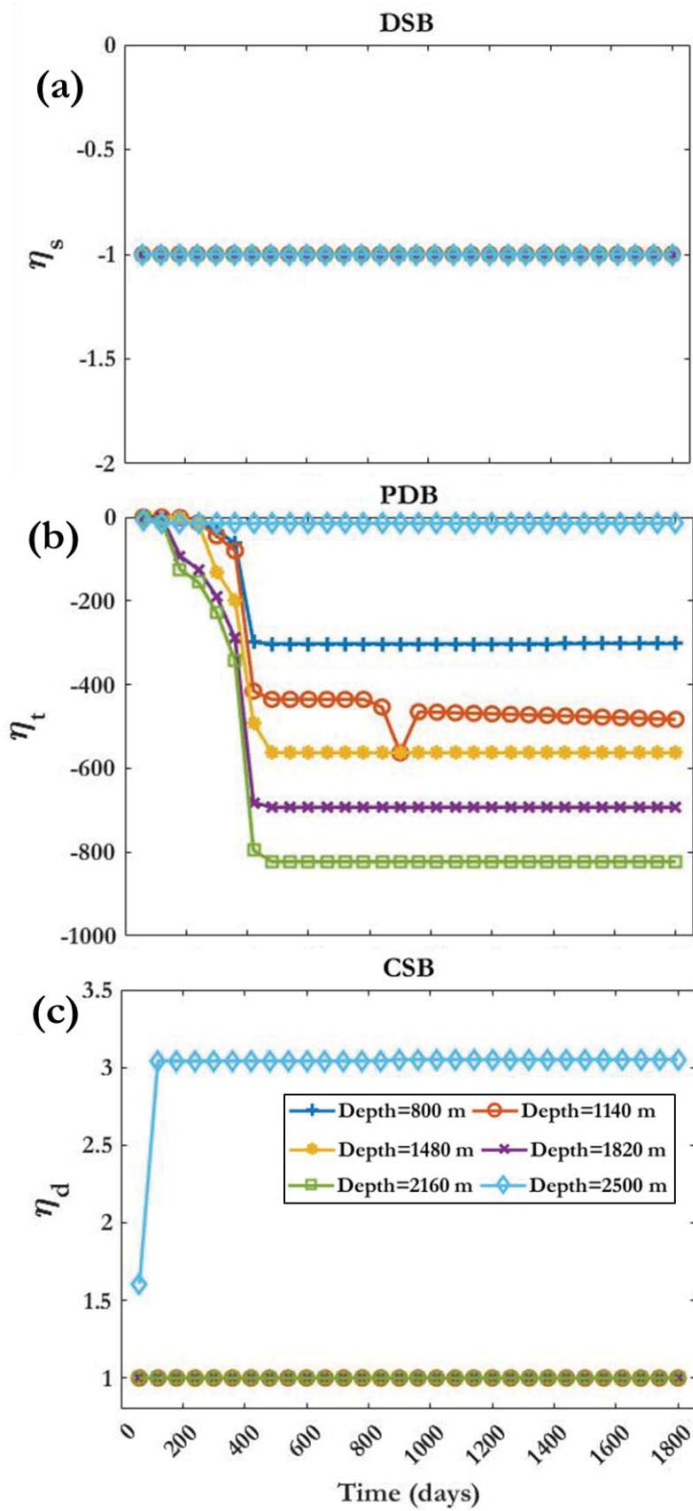 DSB
(a)
0
-0.5
-1
-1.5
-2
ηs
PDB
(b)
0
-200
-400
-600
-800
-1000
ηt
CSB
(c)
3.5
3
2.5
2
1.5
1
ηd
Depth=800 m Depth=1140 m
Depth=1480 m Depth=1820 m
Depth=2160 m Depth=2500 m
0 200 400 600 800 1000 1200 1400 1600 1800
Time (days)